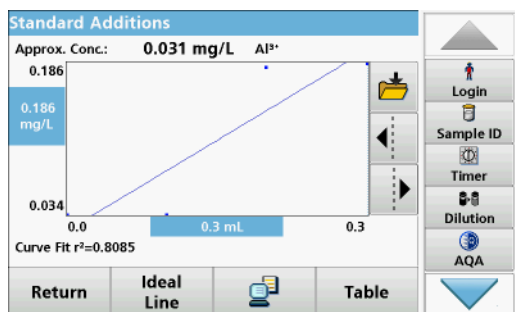 Standard Additions
Approx. Conc.: 0.031 mg/L Al³⁺
0.186
0.186
mg/L
0.034
0.0 0.3 mL 0.3
Curve Fit r²=0.8085
Return
Ideal
Line
Table
Login
Sample ID
Timer
Dilution
AQA